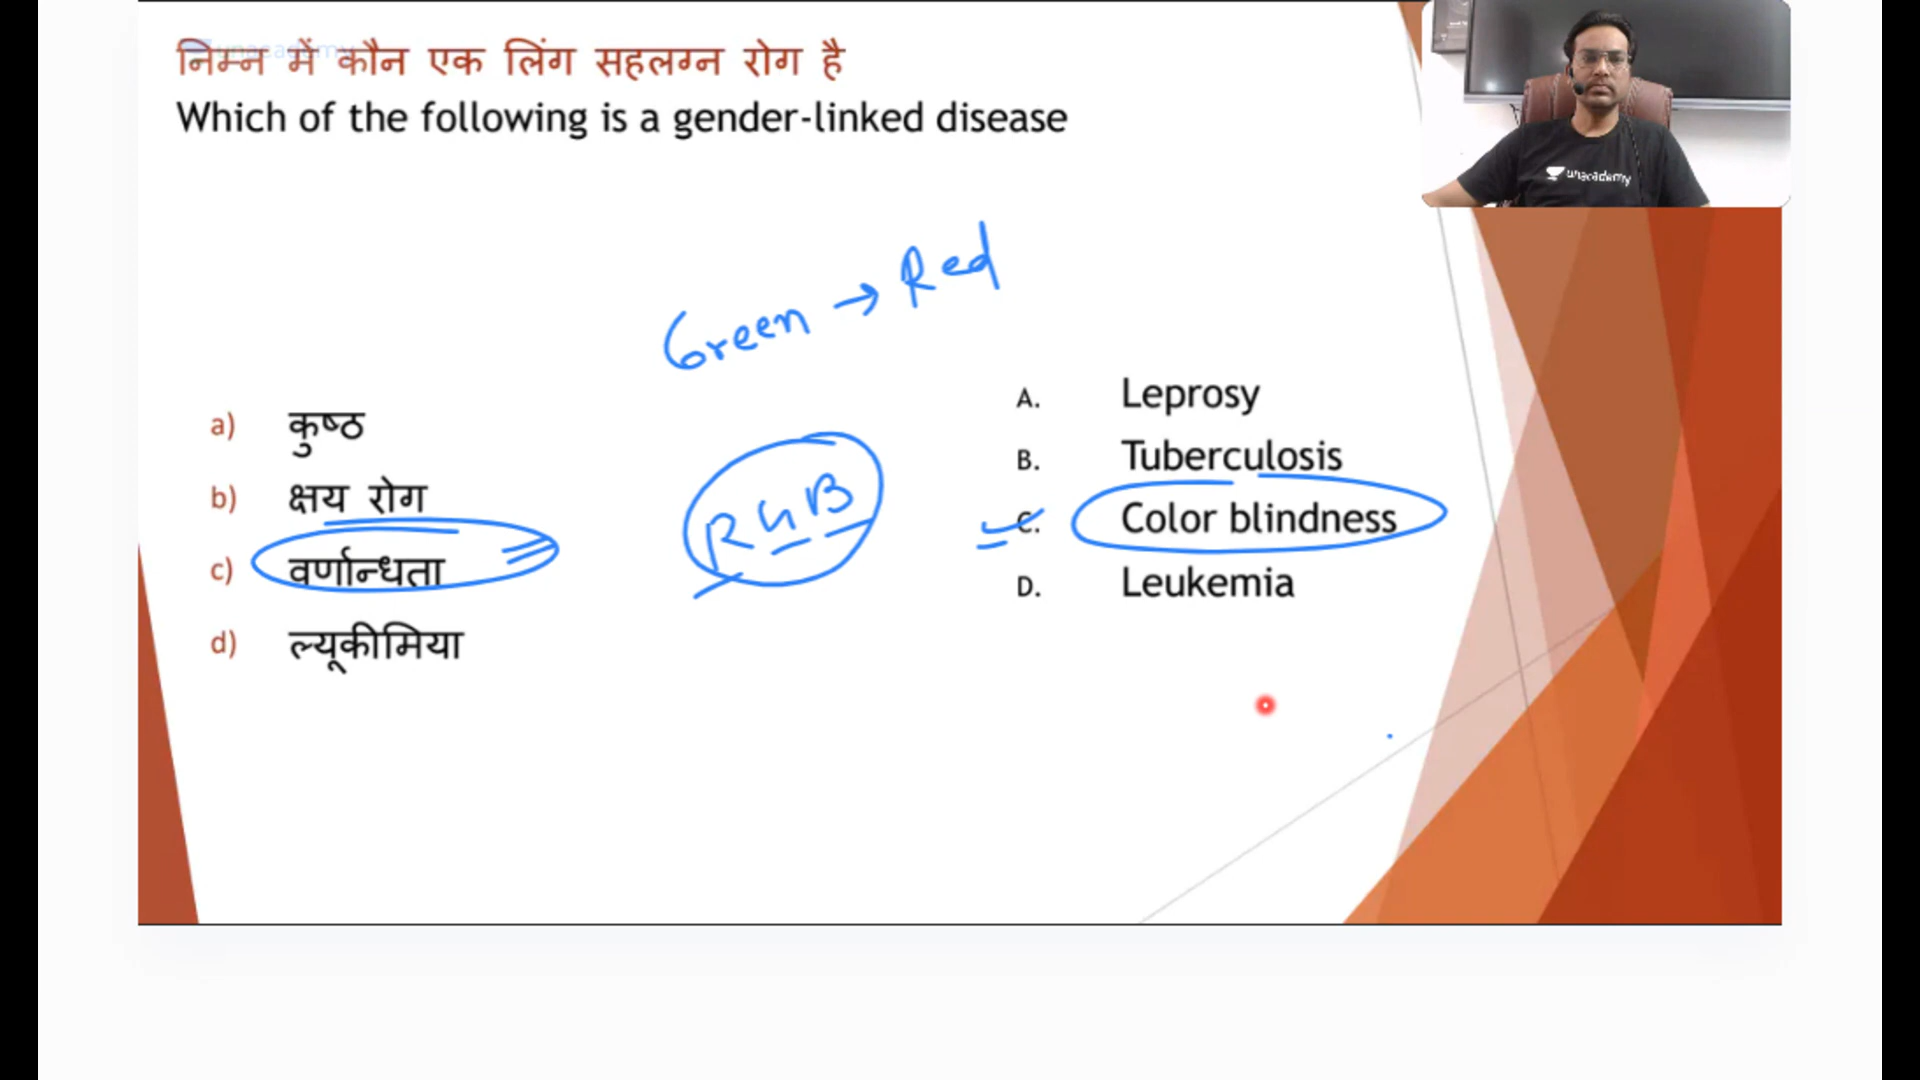 unacademy
निम्न में कौन एक लिंग सहलग्न रोग है
Which of the following is a gender-linked disease
unacademy
Green → Red
a) कुष्ठ
b) क्षय रोग
c) वर्णान्धता
d) ल्यूकीमिया
RGB
A. Leprosy
B. Tuberculosis
C. Color blindness
D. Leukemia